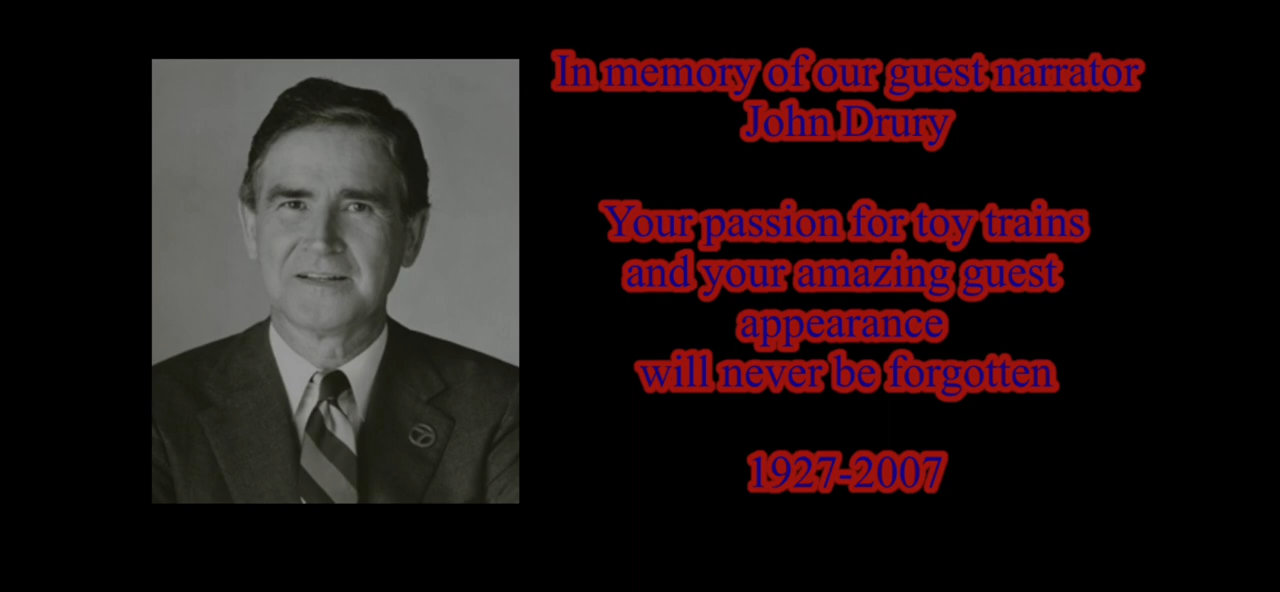 In memory of our guest narrator
John Drury
Your passion for toy trains
and your amazing guest
appearance
will never be forgotten
1927-2007
7